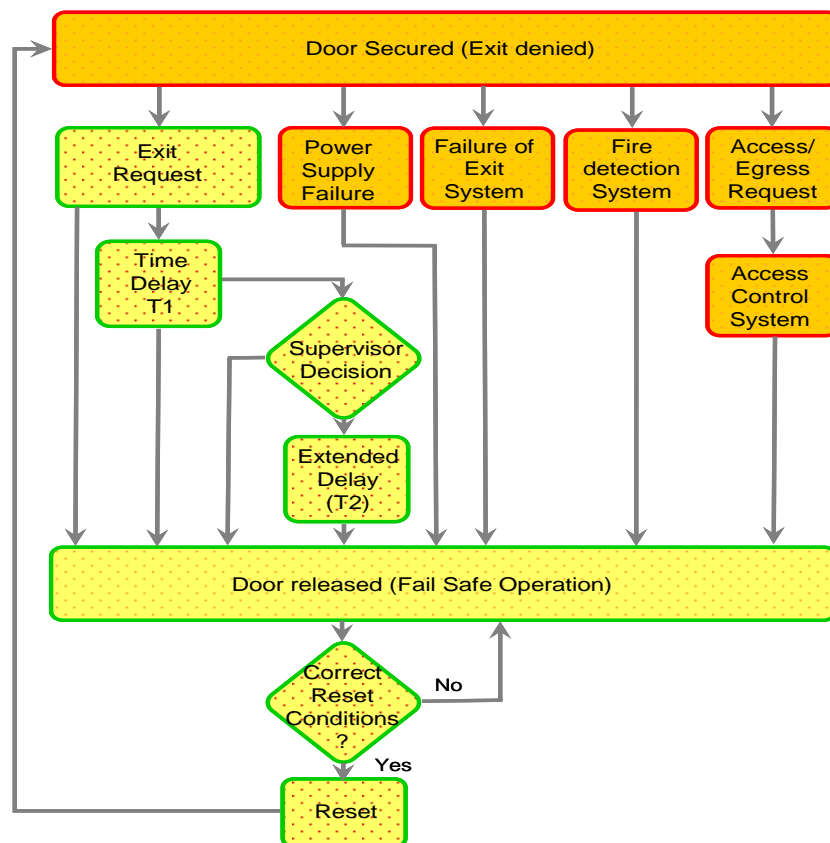 Door Secured (Exit denied)
Exit
Request
Power
Supply
Failure
Failure of
Exit
System
Fire
detection
System
Access/
Egress
Request
Time
Delay
T1
Access
Control
System
Supervisor
Decision
Extended
Delay
(T2)
Door released (Fail Safe Operation)
Correct
Reset
Conditions
?
No
Yes
Reset